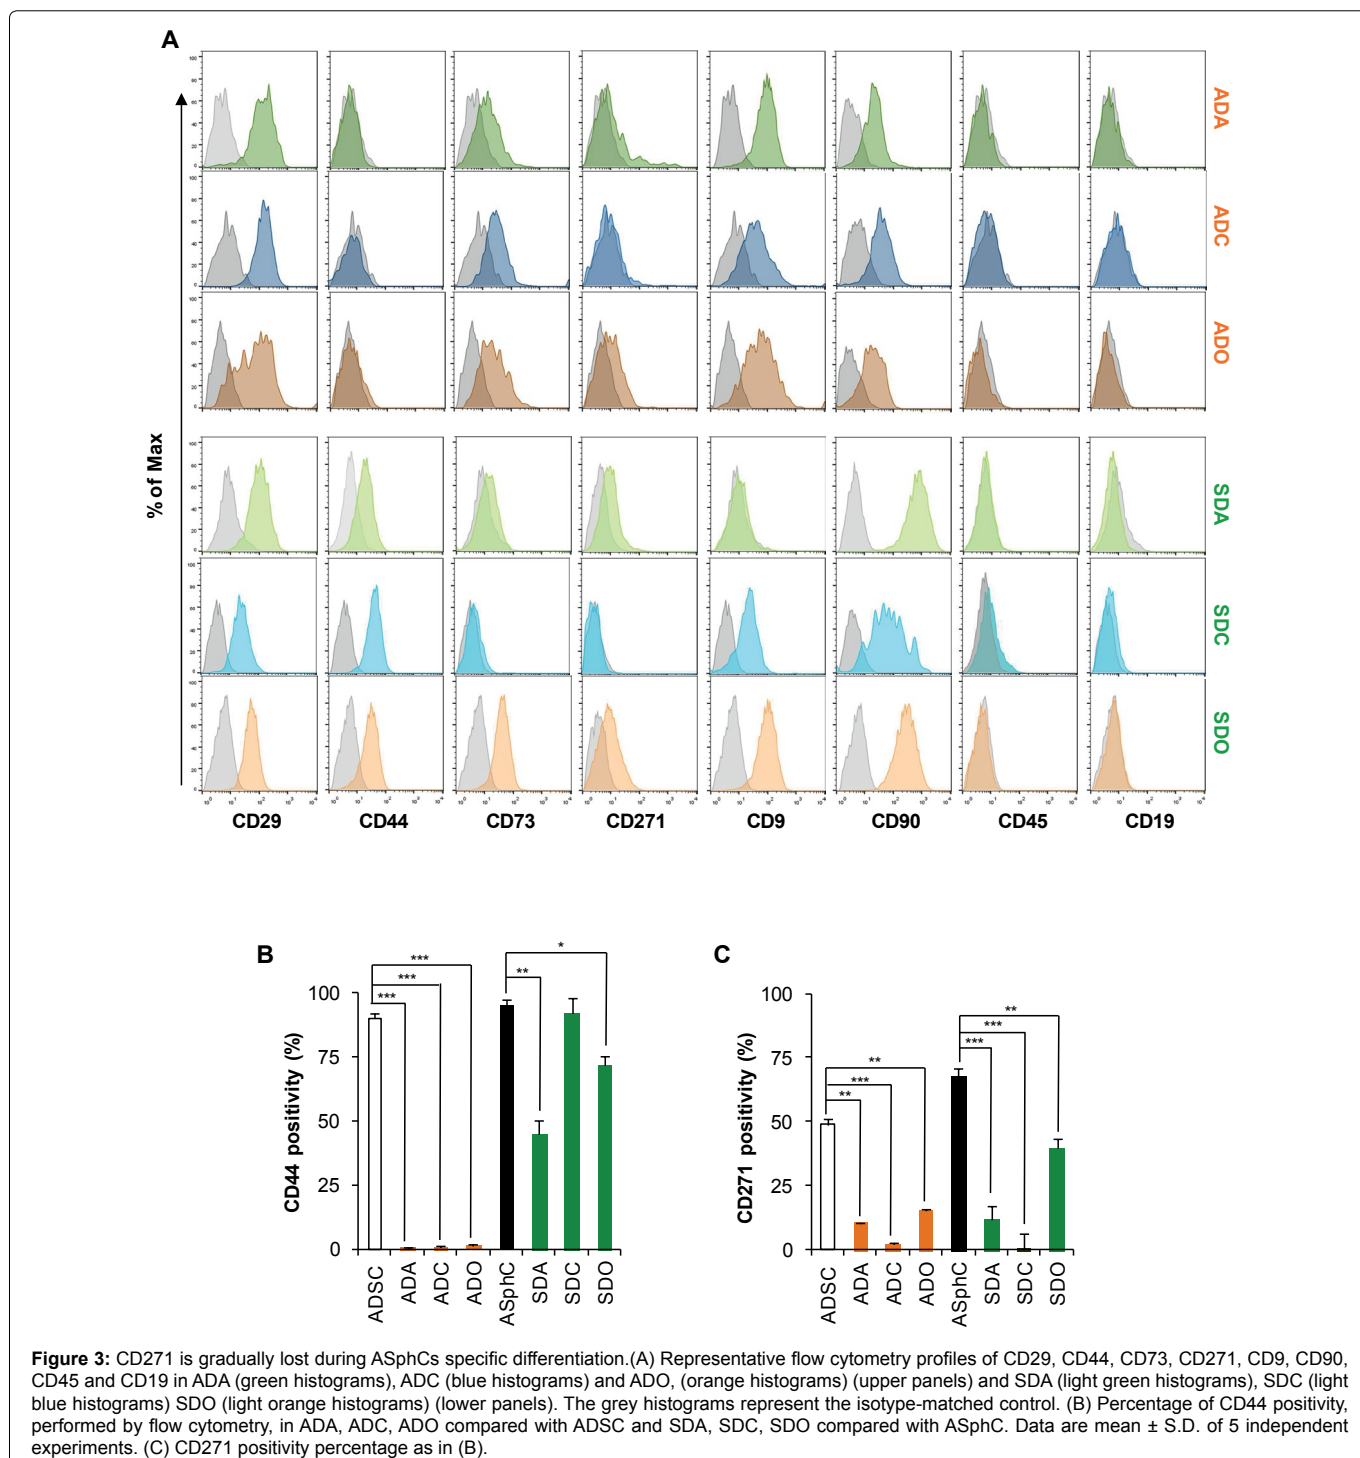 A
ADA
ADC
ADO
SDA
SDC
SDO
% of Max
CD29 CD44 CD73 CD271 CD9 CD90 CD45 CD19
B
CD44 positivity (%)
100
75
50
25
0
*** *** *** ** *
ADSC ADA ADC ADO ASphC SDA SDC SDO
C
CD271 positivity (%)
100
75
50
25
0
** *** ** *** *** **
ADSC ADA ADC ADO ASphC SDA SDC SDO
Figure 3: CD271 is gradually lost during ASphCs specific differentiation.(A) Representative flow cytometry profiles of CD29, CD44, CD73, CD271, CD9, CD90,
CD45 and CD19 in ADA (green histograms), ADC (blue histograms) and ADO, (orange histograms) (upper panels) and SDA (light green histograms), SDC (light
blue histograms) SDO (light orange histograms) (lower panels). The grey histograms represent the isotype-matched control. (B) Percentage of CD44 positivity,
performed by flow cytometry, in ADA, ADC, ADO compared with ADSC and SDA, SDC, SDO compared with ASphC. Data are mean ± S.D. of 5 independent
experiments. (C) CD271 positivity percentage as in (B).